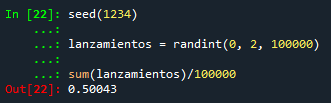 In [22]: seed(1234)
...:
...: lanzamientos = randint(0, 2, 100000)
...:
...: sum(lanzamientos)/100000
Out[22]: 0.50043